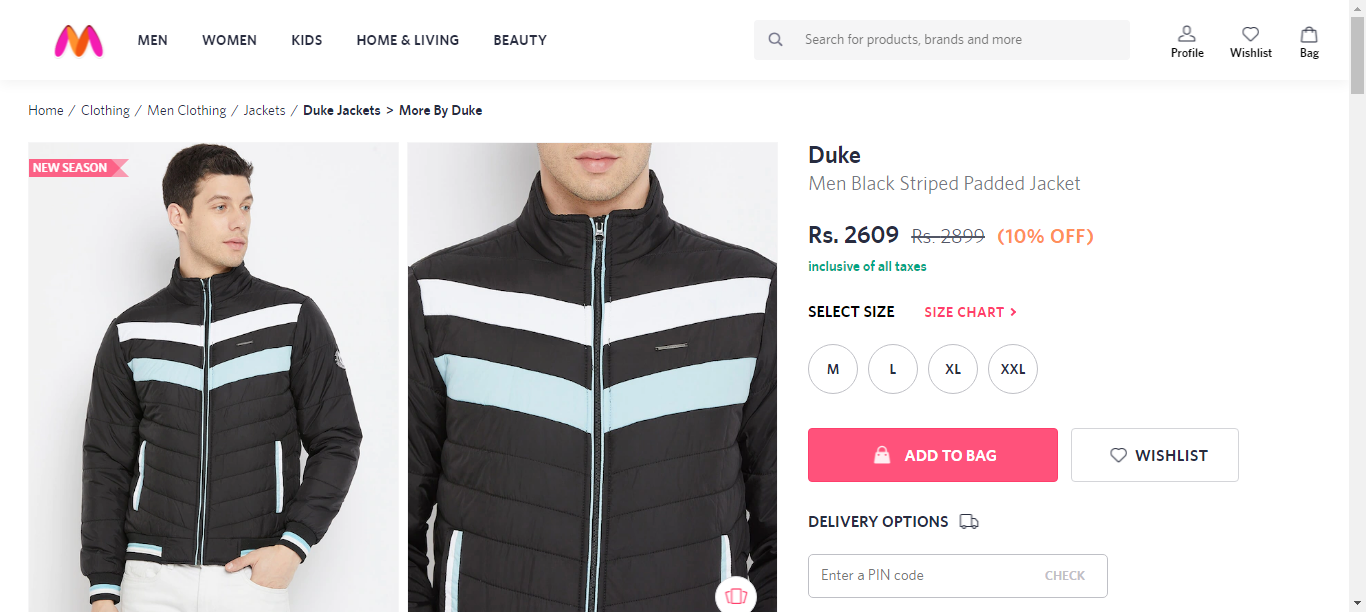 MEN WOMEN KIDS HOME & LIVING BEAUTY
Search for products, brands and more
Profile Wishlist Bag
Home / Clothing / Men Clothing / Jackets / Duke Jackets > More By Duke
NEW SEASON
Duke
Men Black Striped Padded Jacket
Rs. 2609 Rs. 2899 (10% OFF)
inclusive of all taxes
SELECT SIZE SIZE CHART >
M L XL XXL
ADD TO BAG WISHLIST
DELIVERY OPTIONS
Enter a PIN code CHECK